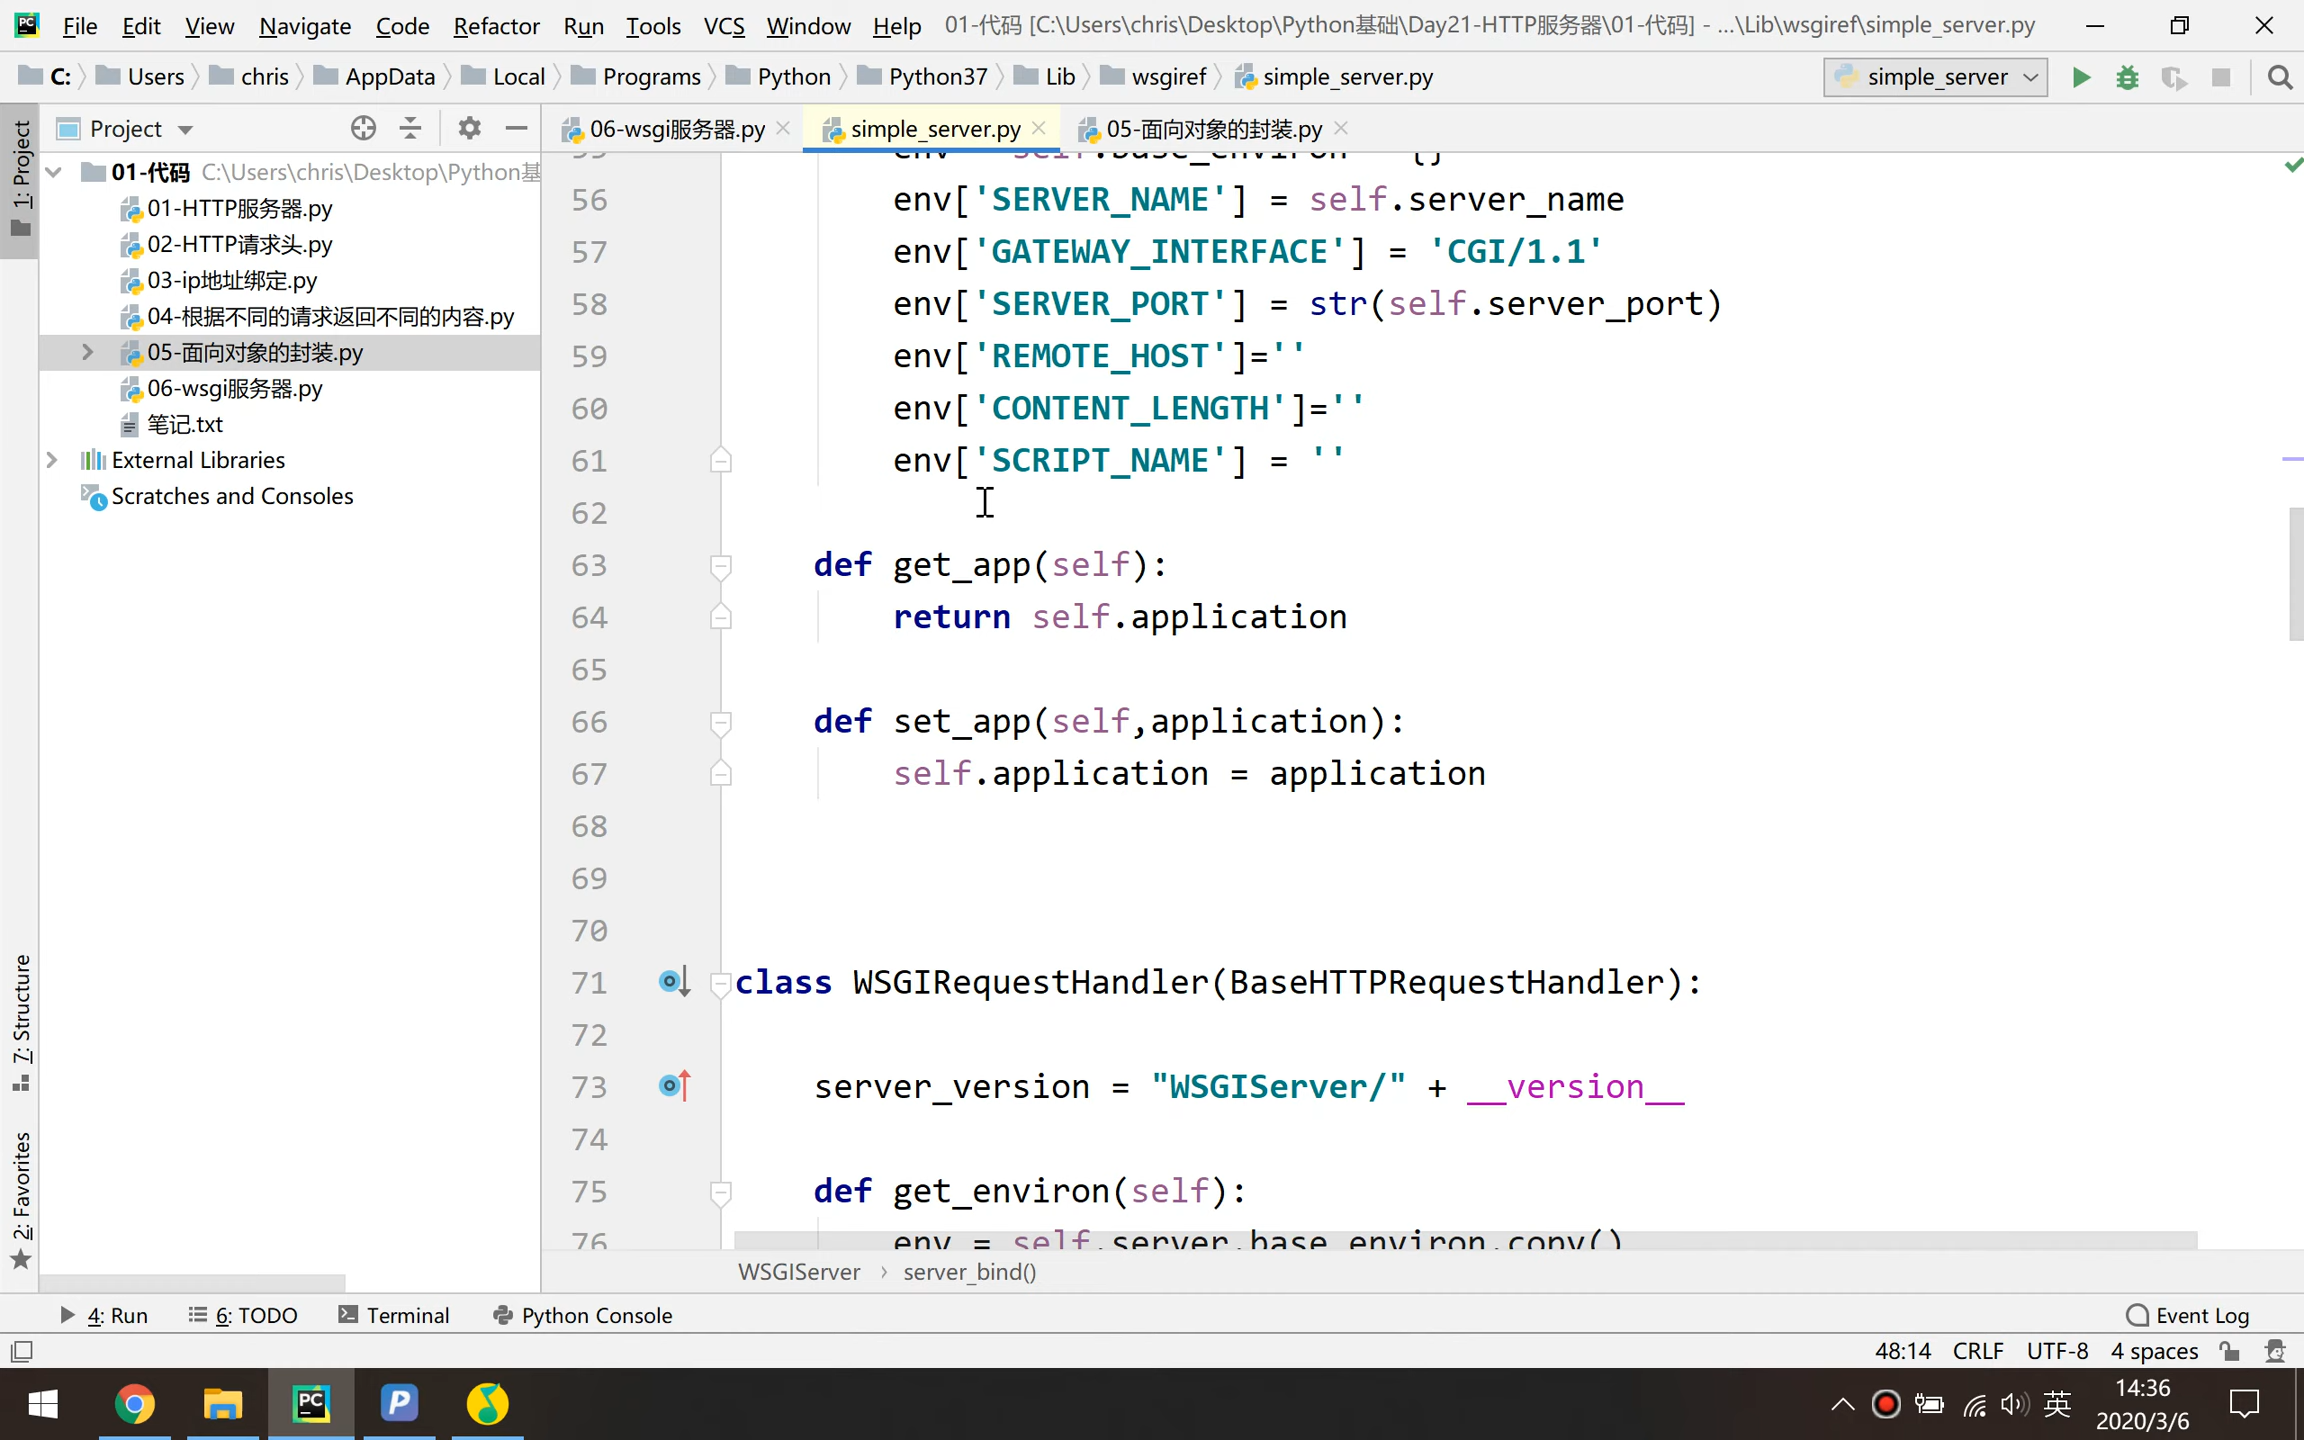 File Edit View Navigate Code Refactor Run Tools VCS Window Help 01-代码 [C:\Users\chris\Desktop\Python基础\Day21-HTTP服务器\01-代码] - ...\Lib\wsgiref\simple_server.py
C: Users chris AppData Local Programs Python Python37 Lib wsgiref simple_server.py simple_server
Project 06-wsgi服务器.py simple_server.py 05-面向对象的封装.py
1: Project
7: Structure
2: Favorites
01-代码 C:\Users\chris\Desktop\Python基
01-HTTP服务器.py
02-HTTP请求头.py
03-ip地址绑定.py
04-根据不同的请求返回不同的内容.py
05-面向对象的封装.py
06-wsgi服务器.py
笔记.txt
External Libraries
Scratches and Consoles
55 env = self.base_environ = {}
56 env['SERVER_NAME'] = self.server_name
57 env['GATEWAY_INTERFACE'] = 'CGI/1.1'
58 env['SERVER_PORT'] = str(self.server_port)
59 env['REMOTE_HOST']=''
60 env['CONTENT_LENGTH']=''
61 env['SCRIPT_NAME'] = ''
62
63 def get_app(self):
64 return self.application
65
66 def set_app(self,application):
67 self.application = application
68
69
70
71 class WSGIRequestHandler(BaseHTTPRequestHandler):
72
73 server_version = "WSGIServer/" + __version__
74
75 def get_environ(self):
76 env = self.server.base_environ.copy()
WSGIServer › server_bind()
4: Run 6: TODO Terminal Python Console Event Log
48:14 CRLF UTF-8 4 spaces
PC P 英 14:36
2020/3/6